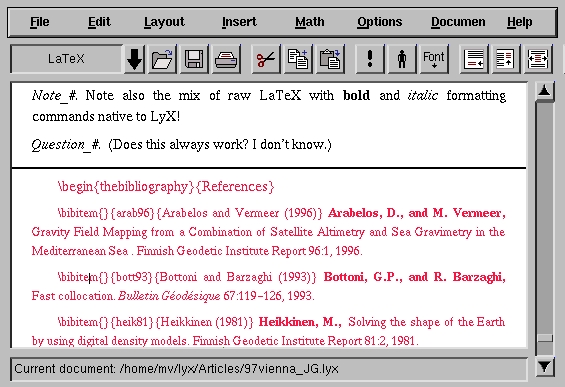 File Edit Layout Insert Math Options Documen Help
LaTeX ! Font
Note_#. Note also the mix of raw LaTeX with bold and italic formatting
commands native to LyX!
Question_#. (Does this always work? I don't know.)
\begin{thebibliography}{References}
\bibitem{}{arab96}{Arabelos and Vermeer (1996)} Arabelos, D., and M. Vermeer,
Gravity Field Mapping from a Combination of Satellite Altimetry and Sea Gravimetry in the
Mediterranean Sea . Finnish Geodetic Institute Report 96:1, 1996.
\bibitem{}{bott93}{Bottoni and Barzaghi (1993)} Bottoni, G.P., and R. Barzaghi,
Fast collocation. Bulletin Géodésique 67:119–126, 1993.
\bibitem{}{heik81}{Heikkinen (1981)} Heikkinen, M., Solving the shape of the Earth
by using digital density models. Finnish Geodetic Institute Report 81:2, 1981.
Current document: /home/mv/lyx/Articles/97vienna_JG.lyx